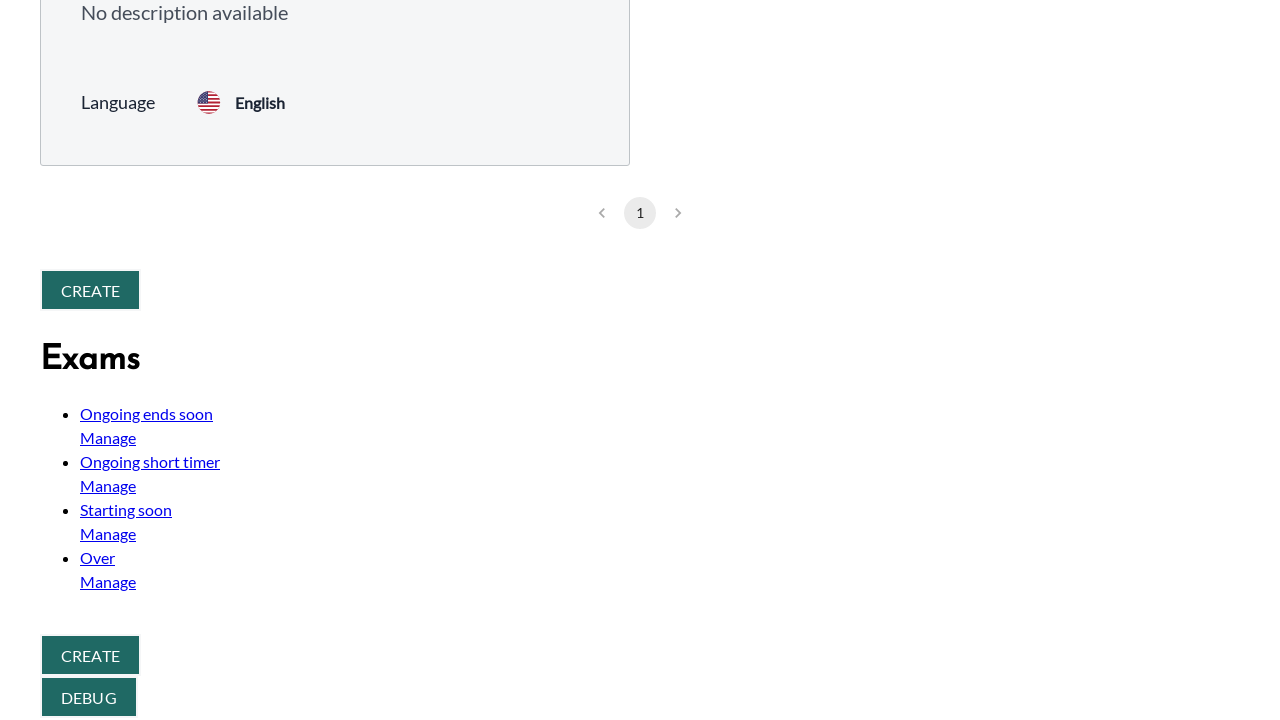 No description available
Language English
1
CREATE
Exams
Ongoing ends soon
Manage
Ongoing short timer
Manage
Starting soon
Manage
Over
Manage
CREATE
DEBUG